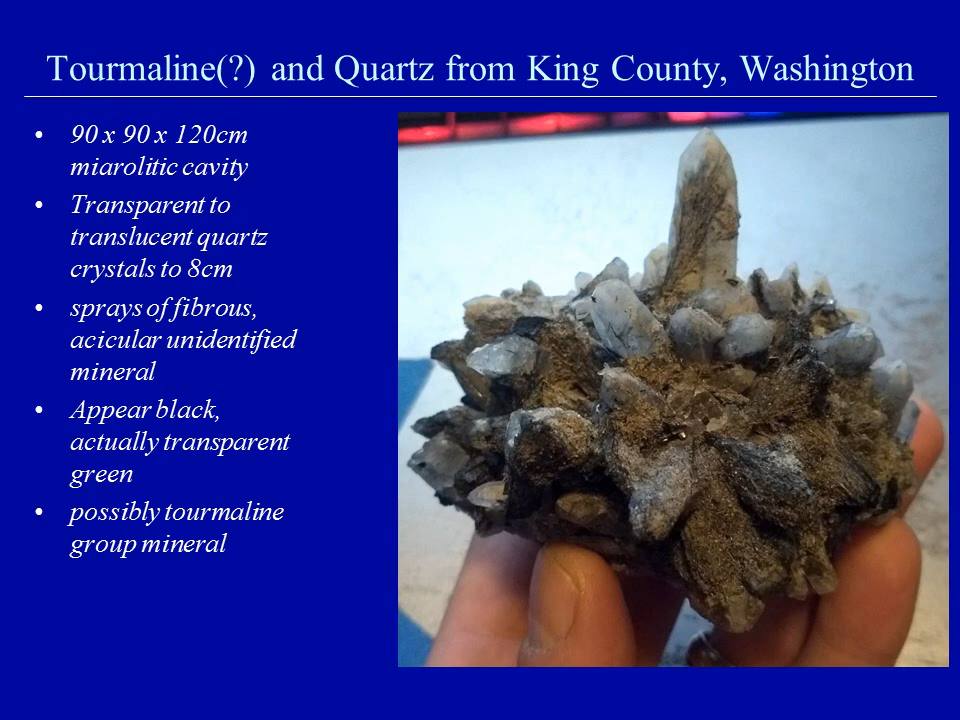 Tourmaline(?) and Quartz from King County, Washington
• 90 x 90 x 120cm
miarolitic cavity
• Transparent to
translucent quartz
crystals to 8cm
• sprays of fibrous,
acicular unidentified
mineral
• Appear black,
actually transparent
green
• possibly tourmaline
group mineral